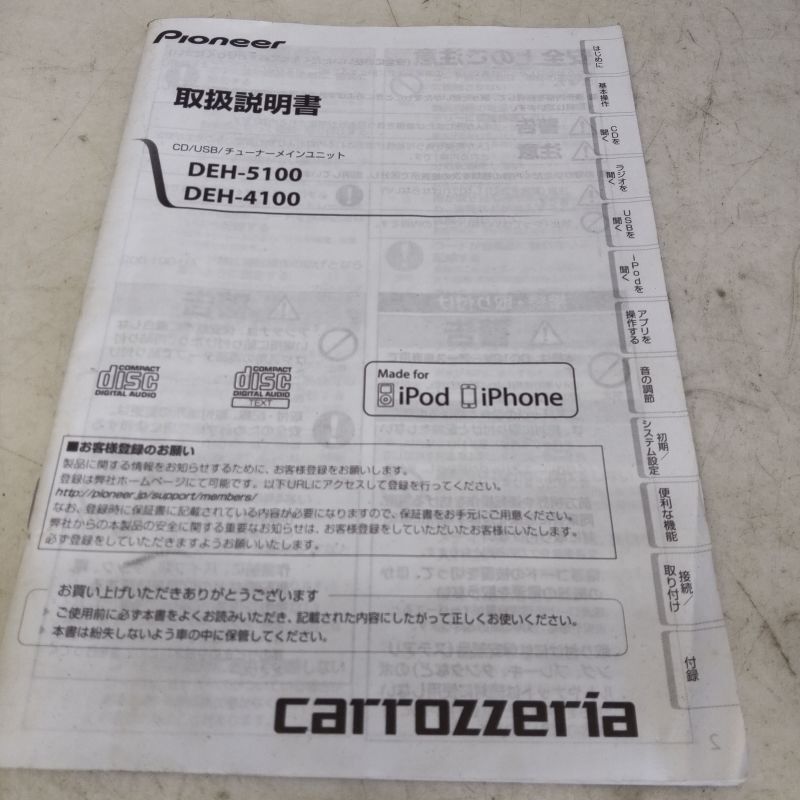 Pioneer
取扱説明書
CD/USB/チューナーメインユニット
DEH-5100
DEH-4100
はじめに
基本操作
CDを聞く
ラジオを聞く
USBを聞く
iPodを聞く
アプリを操作する
音の調節
初期/システム設定
便利な機能
接続/取り付け
付録
COMPACT
disc
DIGITAL AUDIO
COMPACT
disc
DIGITAL AUDIO
TEXT
Made for
iPod iPhone
■お客様登録のお願い
製品に関する情報をお知らせするために、お客様登録をお願いします。
登録は弊社ホームページにて可能です。以下URLにアクセスして登録を行ってください。
http://pioneer.jp/support/members/
なお、登録時に保証書に記載されている内容が必要になりますので、保証書をお手元にご用意ください。
弊社からの本製品の安全に関する重要なお知らせは、お客様登録をしていただいたお客様にいたします。
必ず登録をしていただきますようお願いいたします。
お買い上げいただきありがとうございます
ご使用前に必ず本書をよくお読みいただき、記載された内容にしたがって正しくお使いください。
本書は紛失しないよう車の中に保管してください。
carrozzeria